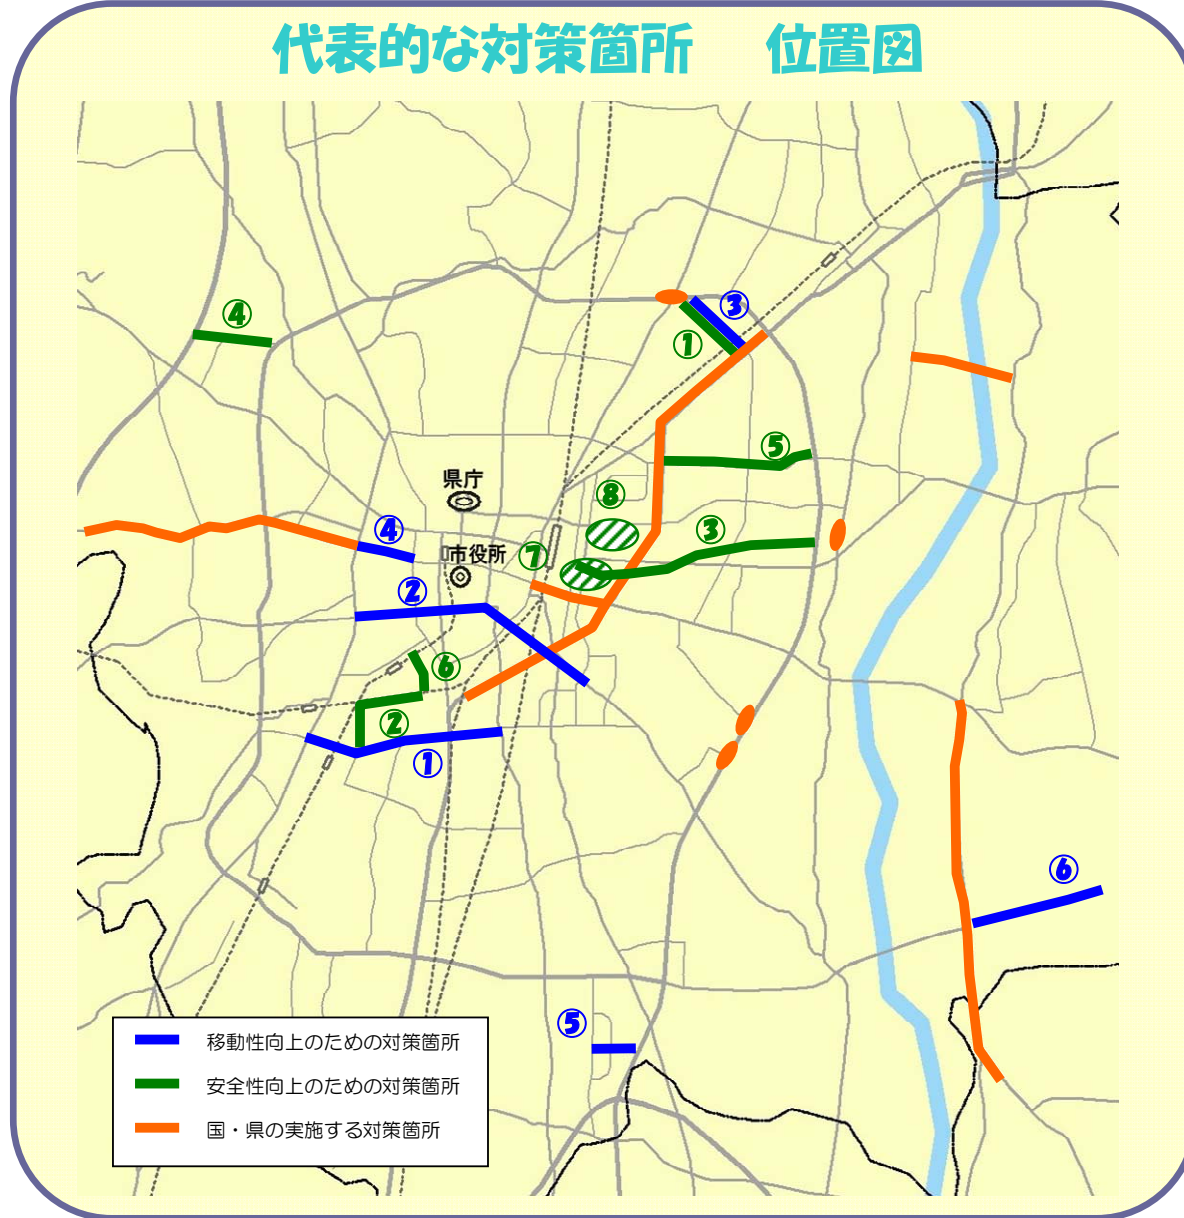 代表的な対策箇所　位置図
③
④
①
⑤
県庁
⑧
④
③
市役所
⑦
②
⑥
②
①
⑥
⑤
移動性向上のための対策箇所
安全性向上のための対策箇所
国・県の実施する対策箇所